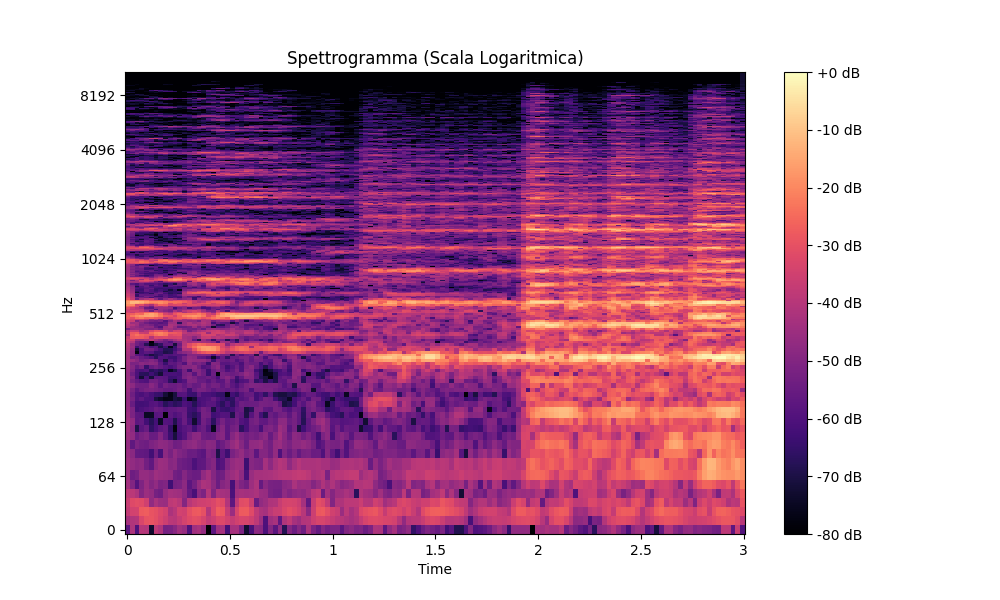 Spettrogramma (Scala Logaritmica)
Hz
8192
4096
2048
1024
512
256
128
64
0
0
0.5
1
1.5
2
2.5
3
Time
+0 dB
-10 dB
-20 dB
-30 dB
-40 dB
-50 dB
-60 dB
-70 dB
-80 dB